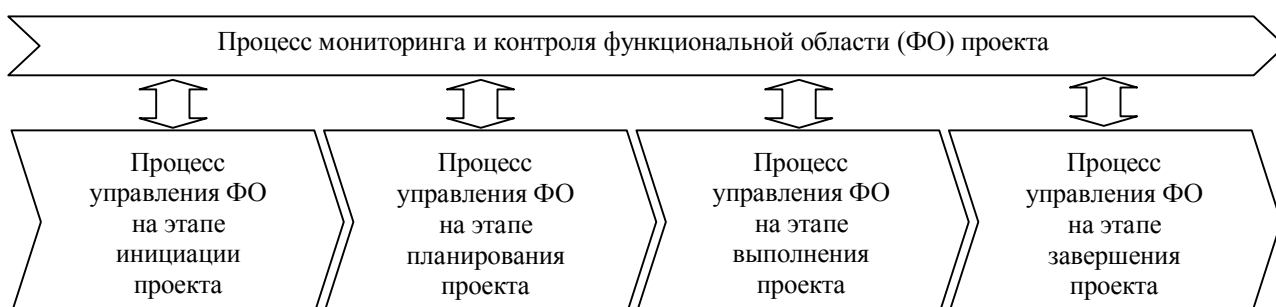 Процесс мониторинга и контроля функциональной области (ФО) проекта
Процесс
управления ФО
на этапе
инициации
проекта
Процесс
управления ФО
на этапе
планирования
проекта
Процесс
управления ФО
на этапе
выполнения
проекта
Процесс
управления ФО
на этапе
завершения
проекта